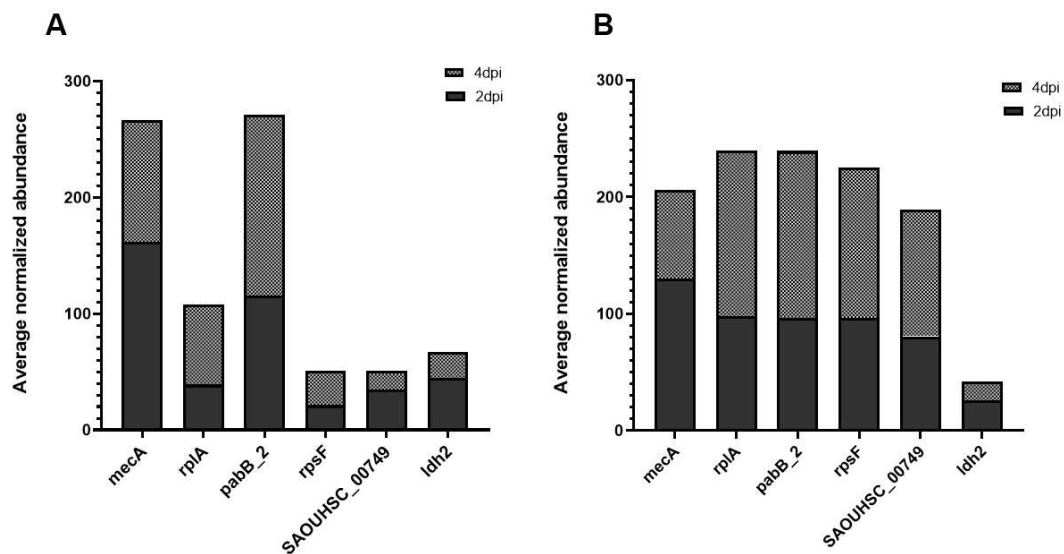 A
4dpi
2dpi
Average normalized abundance
300
200
100
0
mecA
rplA
pabB_2
rpsF
SAOUHSC_00749
ldh2
B
4dpi
2dpi
Average normalized abundance
300
200
100
0
mecA
rplA
pabB_2
rpsF
SAOUHSC_00749
ldh2